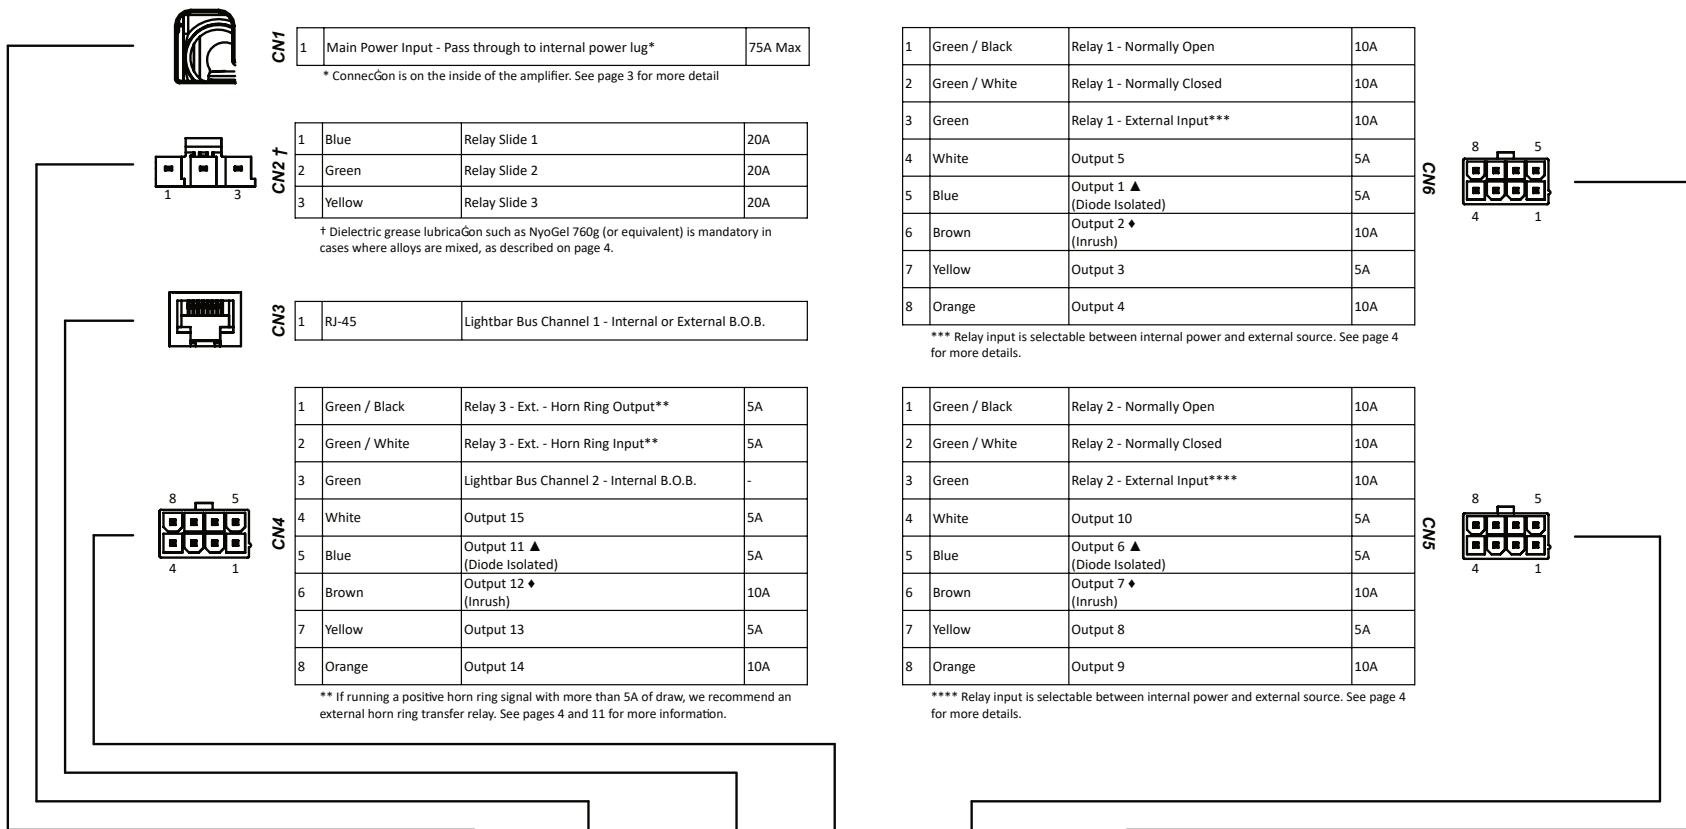 CN1
1 Main Power Input - Pass through to internal power lug* 75A Max
* ConnecĠon is on the inside of the amplifier. See page 3 for more detail
1 3
CN2 †
1 Blue Relay Slide 1 20A
2 Green Relay Slide 2 20A
3 Yellow Relay Slide 3 20A
† Dielectric grease lubricaĠon such as NyoGel 760g (or equivalent) is mandatory in
cases where alloys are mixed, as described on page 4.
CN3
1 RJ-45 Lightbar Bus Channel 1 - Internal or External B.O.B.
8 5
4 1
CN4
1 Green / Black Relay 3 - Ext. - Horn Ring Output** 5A
2 Green / White Relay 3 - Ext. - Horn Ring Input** 5A
3 Green Lightbar Bus Channel 2 - Internal B.O.B. -
4 White Output 15 5A
5 Blue Output 11 ▲
(Diode Isolated) 5A
6 Brown Output 12 ♦
(Inrush) 10A
7 Yellow Output 13 5A
8 Orange Output 14 10A
** If running a positive horn ring signal with more than 5A of draw, we recommend an
external horn ring transfer relay. See pages 4 and 11 for more information.
1 Green / Black Relay 1 - Normally Open 10A
2 Green / White Relay 1 - Normally Closed 10A
3 Green Relay 1 - External Input*** 10A
4 White Output 5 5A
5 Blue Output 1 ▲
(Diode Isolated) 5A
6 Brown Output 2 ♦
(Inrush) 10A
7 Yellow Output 3 5A
8 Orange Output 4 10A
CN6
8 5
4 1
*** Relay input is selectable between internal power and external source. See page 4
for more details.
1 Green / Black Relay 2 - Normally Open 10A
2 Green / White Relay 2 - Normally Closed 10A
3 Green Relay 2 - External Input**** 10A
4 White Output 10 5A
5 Blue Output 6 ▲
(Diode Isolated) 5A
6 Brown Output 7 ♦
(Inrush) 10A
7 Yellow Output 8 5A
8 Orange Output 9 10A
CN5
8 5
4 1
**** Relay input is selectable between internal power and external source. See page 4
for more details.